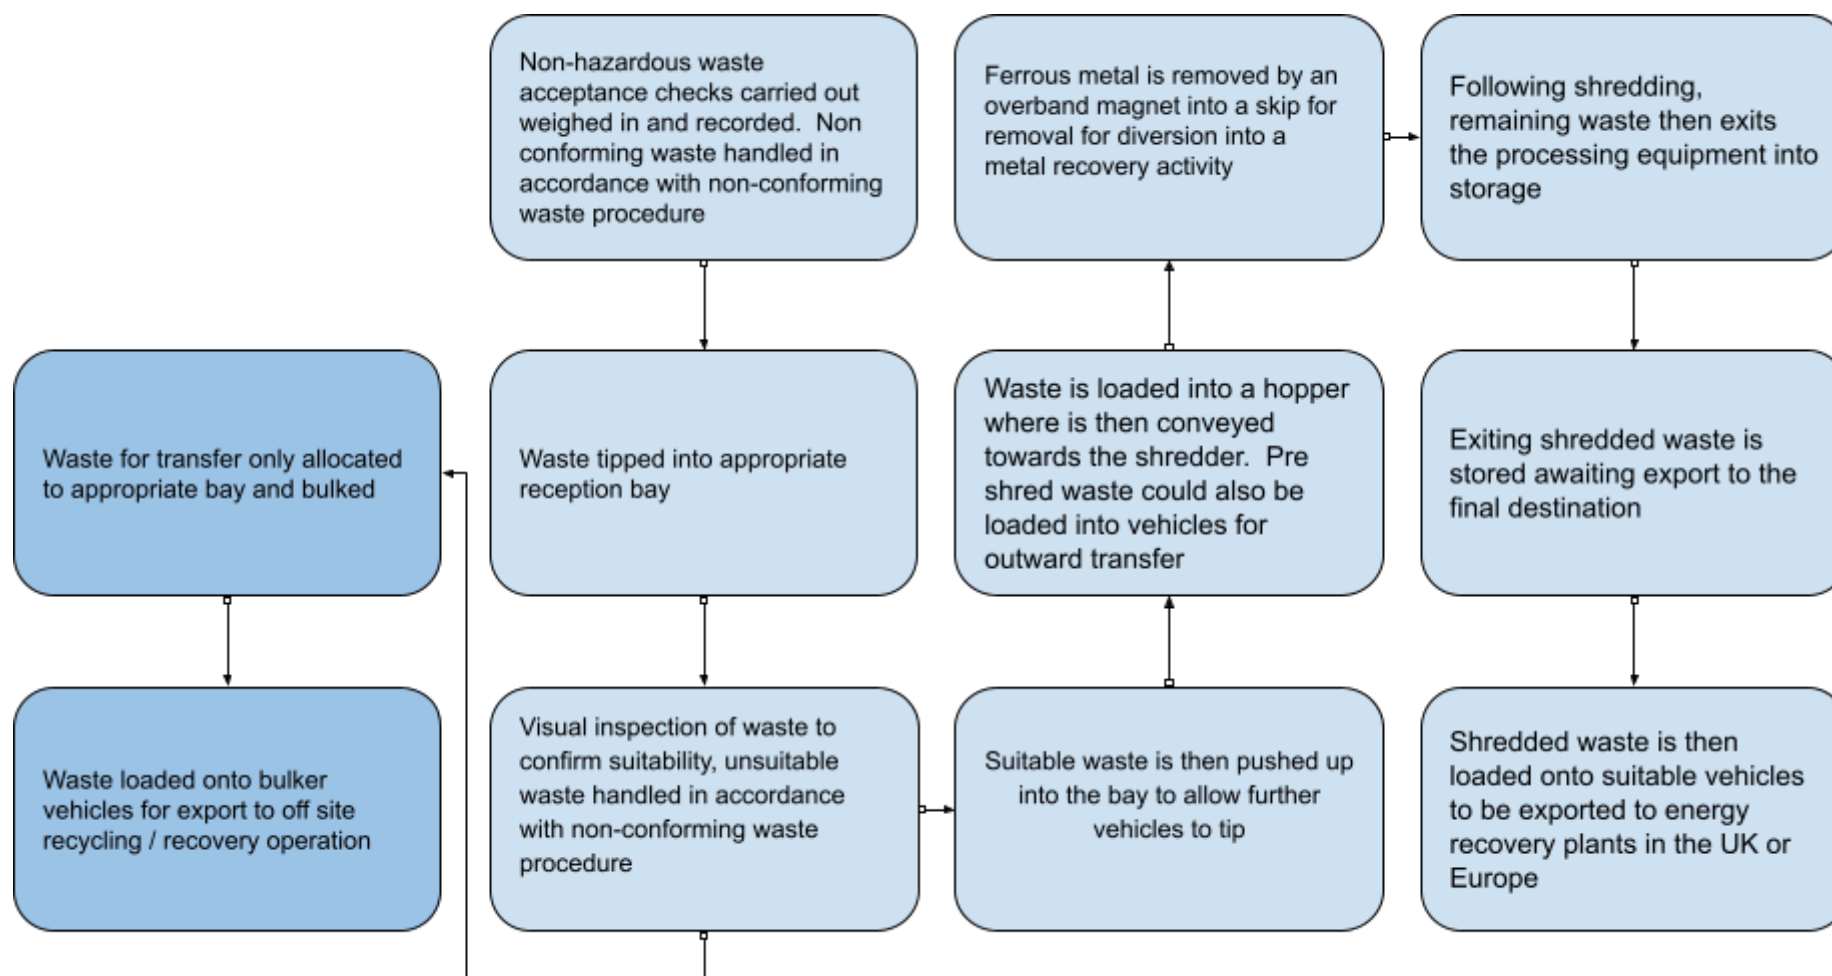 Non-hazardous waste
acceptance checks carried out
weighed in and recorded.  Non
conforming waste handled in
accordance with non-conforming
waste procedure
Ferrous metal is removed by an
overband magnet into a skip for
removal for diversion into a
metal recovery activity
Following shredding,
remaining waste then exits
the processing equipment into
storage
Waste for transfer only allocated
to appropriate bay and bulked
Waste tipped into appropriate
reception bay
Waste is loaded into a hopper
where is then conveyed
towards the shredder.  Pre
shred waste could also be
loaded into vehicles for
outward transfer
Exiting shredded waste is
stored awaiting export to the
final destination
Waste loaded onto bulker
vehicles for export to off site
recycling / recovery operation
Visual inspection of waste to
confirm suitability, unsuitable
waste handled in accordance
with non-conforming waste
procedure
Suitable waste is then pushed up
into the bay to allow further
vehicles to tip
Shredded waste is then
loaded onto suitable vehicles
to be exported to energy
recovery plants in the UK or
Europe